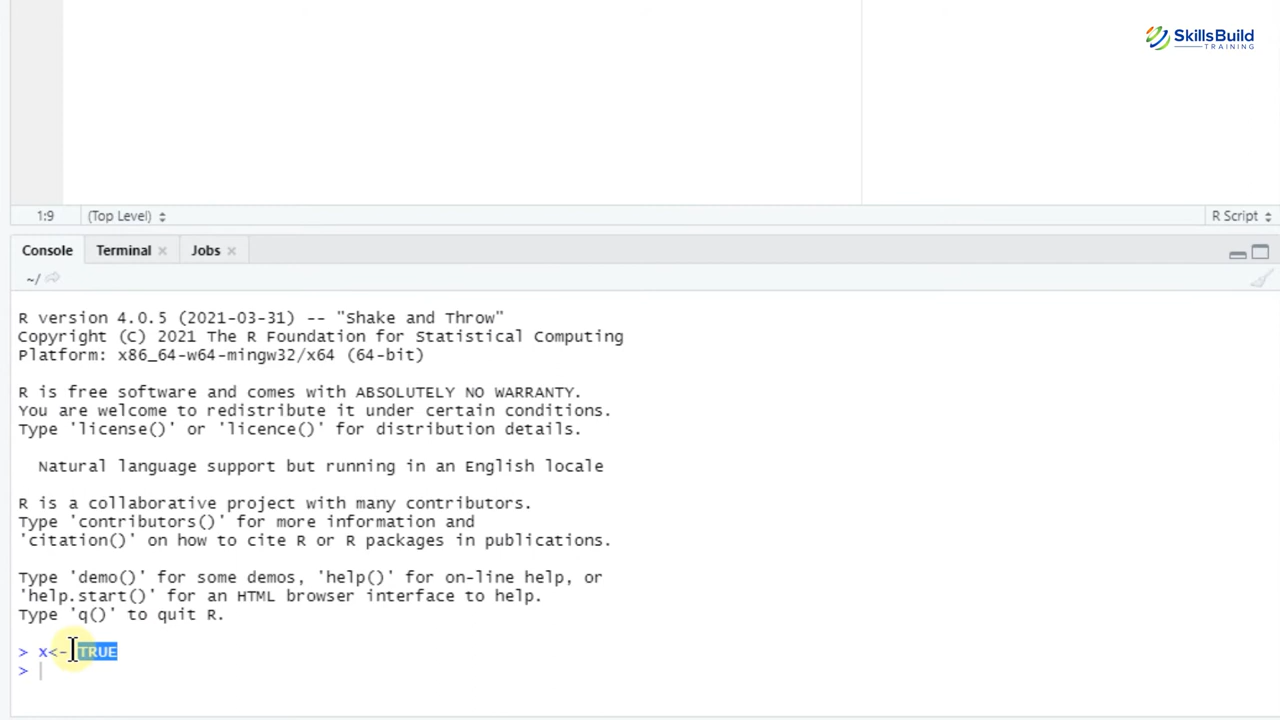 SkillsBuild
TRAINING
1:9 (Top Level) R Script
Console Terminal Jobs
~/
R version 4.0.5 (2021-03-31) -- "Shake and Throw"
Copyright (C) 2021 The R Foundation for Statistical Computing
Platform: x86_64-w64-mingw32/x64 (64-bit)
R is free software and comes with ABSOLUTELY NO WARRANTY.
You are welcome to redistribute it under certain conditions.
Type 'license()' or 'licence()' for distribution details.
Natural language support but running in an English locale
R is a collaborative project with many contributors.
Type 'contributors()' for more information and
'citation()' on how to cite R or R packages in publications.
Type 'demo()' for some demos, 'help()' for on-line help, or
'help.start()' for an HTML browser interface to help.
Type 'q()' to quit R.
> x<- TRUE
>